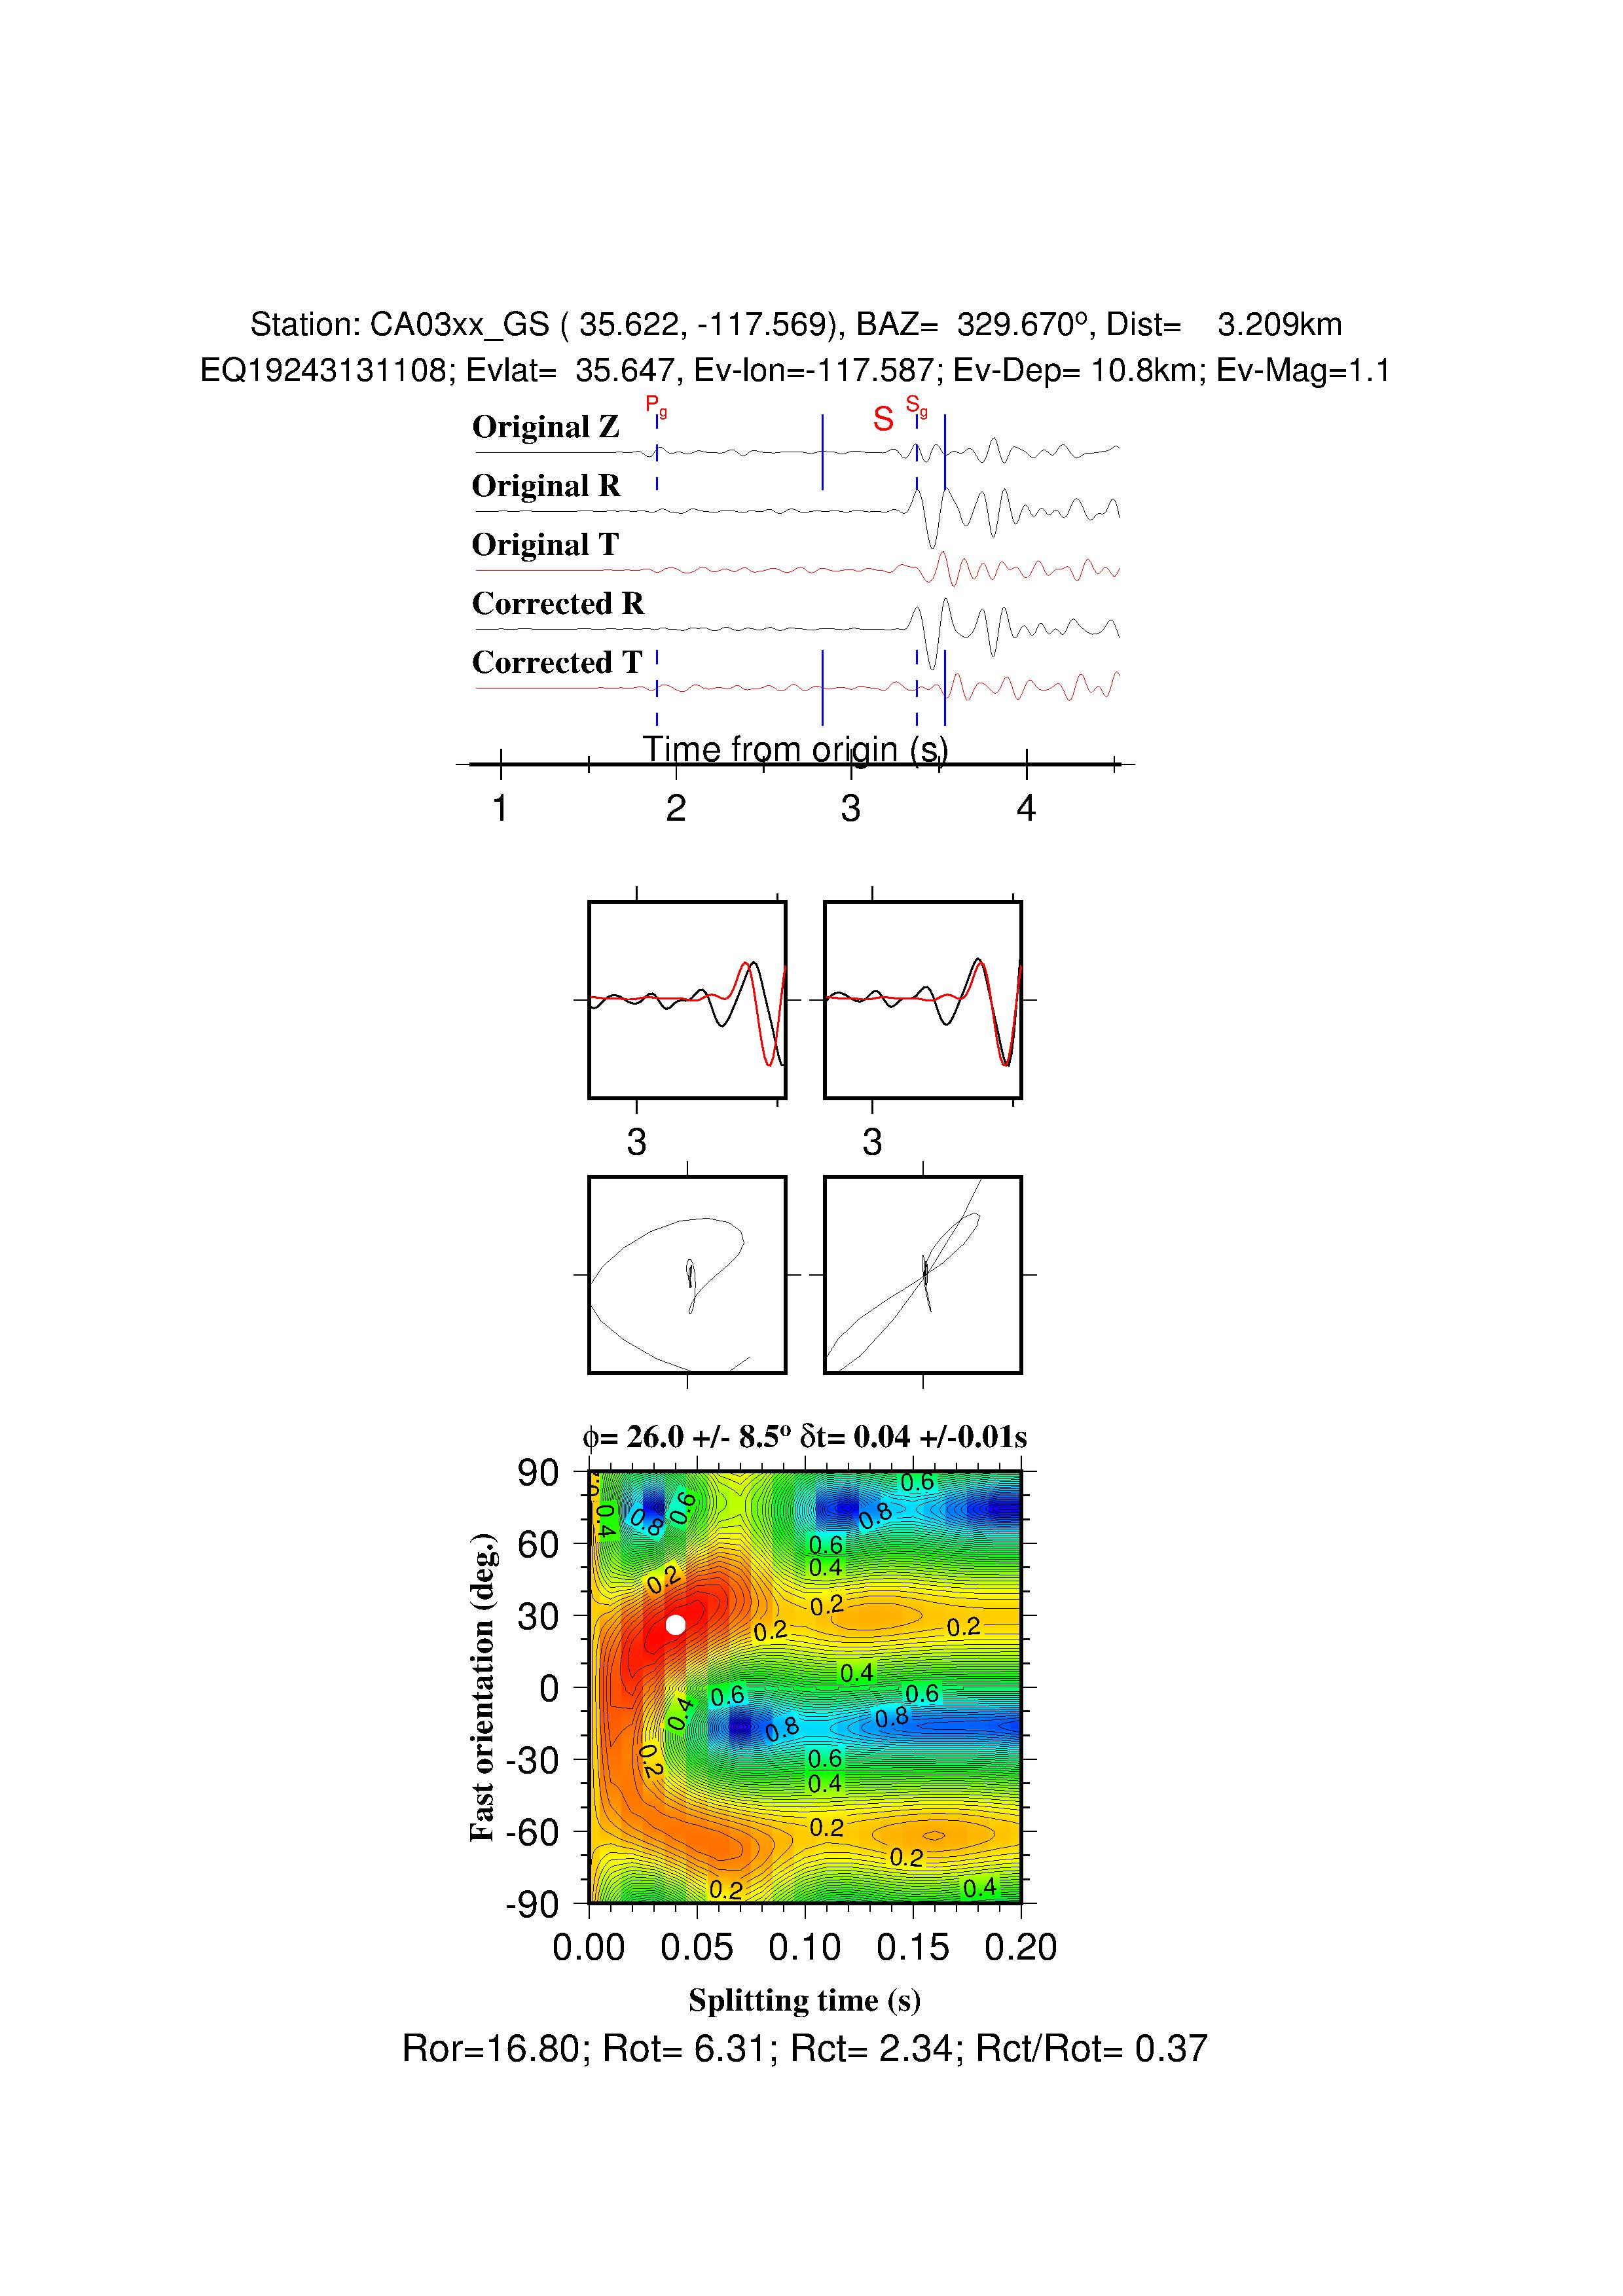 Station: CA03xx_GS ( 35.622, -117.569), BAZ=  329.670º, Dist=    3.209km
EQ19243131108; Evlat=  35.647, Ev-lon=-117.587; Ev-Dep= 10.8km; Ev-Mag=1.1
Pg Sg
S
Original Z
Original R
Original T
Corrected R
Corrected T
Time from origin (s)
1 2 3 4
3 3
ϕ= 26.0 +/- 8.5º δt= 0.04 +/-0.01s
90
60
30
0
-30
-60
-90
Fast orientation (deg.)
0.4 0.8 0.6 0.8 0.6
0.6
0.4
0.2 0.2
0.2 0.2
0.4
0.4 0.6 0.6
0.8 0.8
0.2 0.6
0.4
0.2
0.2
0.2 0.4
0.00 0.05 0.10 0.15 0.20
Splitting time (s)
Ror=16.80; Rot= 6.31; Rct= 2.34; Rct/Rot= 0.37